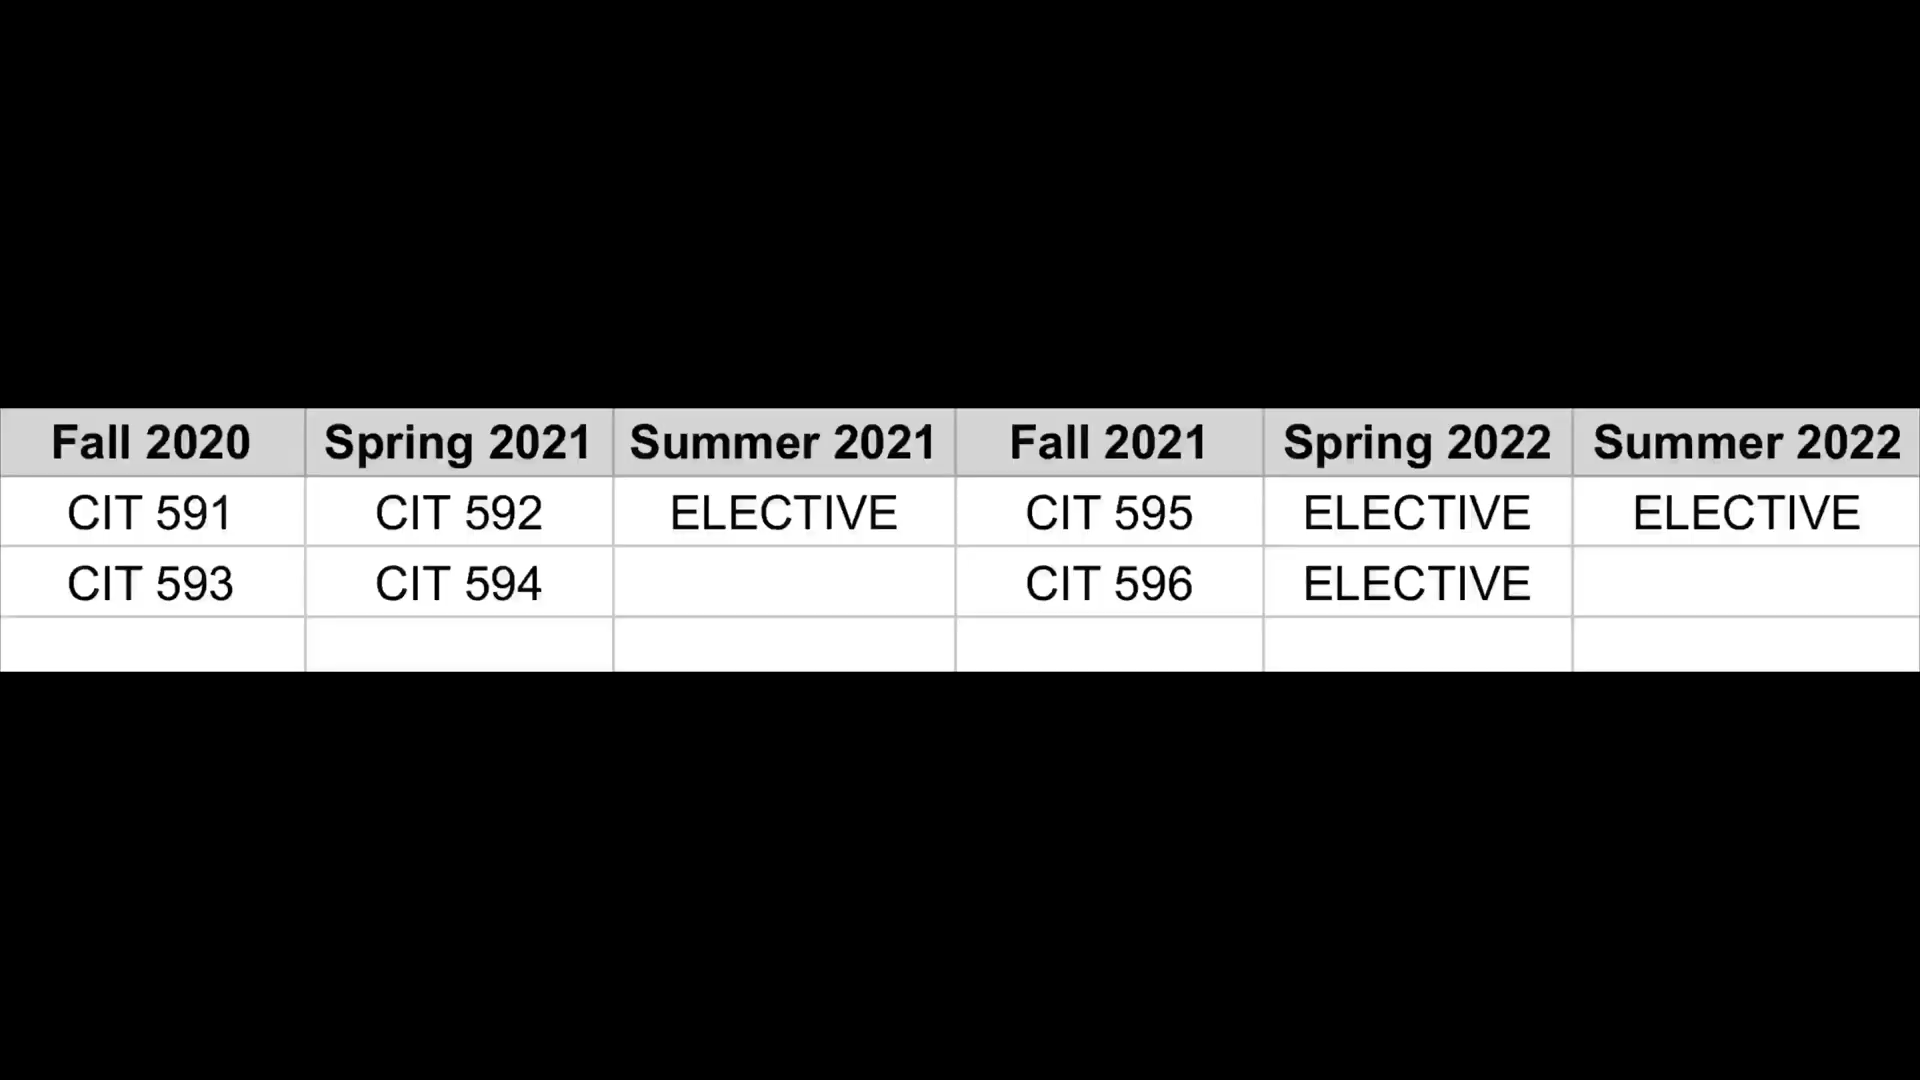 Fall 2020 Spring 2021 Summer 2021 Fall 2021 Spring 2022 Summer 2022
CIT 591 CIT 592 ELECTIVE CIT 595 ELECTIVE ELECTIVE
CIT 593 CIT 594 CIT 596 ELECTIVE